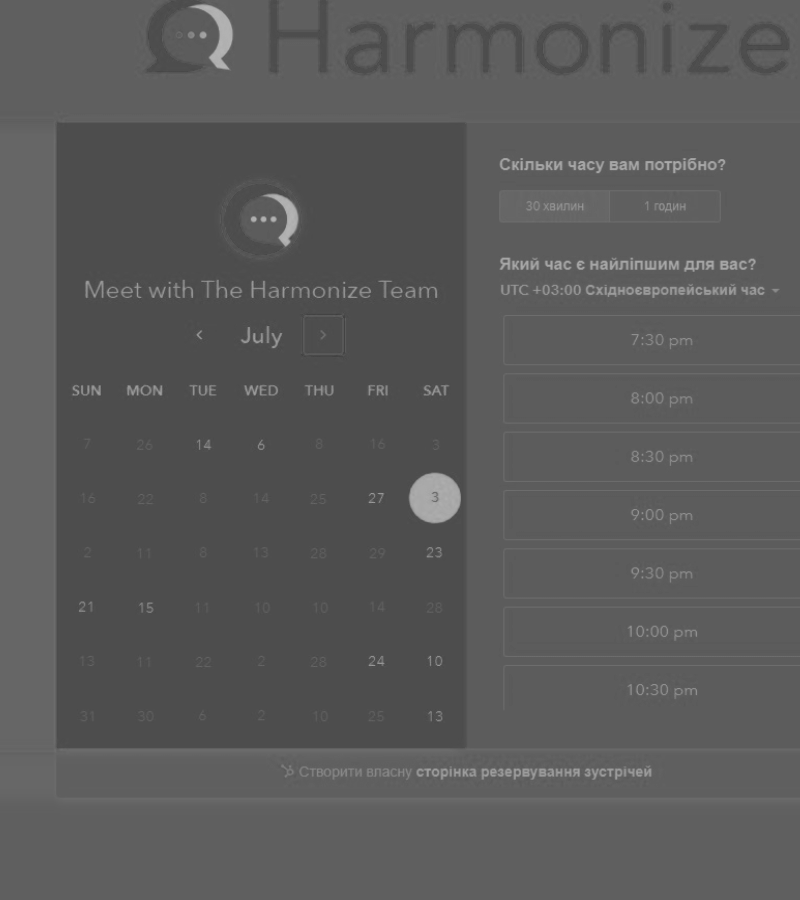 Harmonize
Meet with The Harmonize Team
July
SUN MON TUE WED THU FRI SAT
7 26 14 6 8 16 3
16 22 8 14 25 27 3
2 11 8 13 28 29 23
21 15 11 10 10 14 28
13 11 22 2 28 24 10
31 30 6 2 10 25 13
Скільки часу вам потрібно?
30 хвилин 1 годин
Який час є найліпшим для вас?
UTC +03:00 Східноєвропейський час
7:30 pm
8:00 pm
8:30 pm
9:00 pm
9:30 pm
10:00 pm
10:30 pm
Створити власну сторінка резервування зустрічей